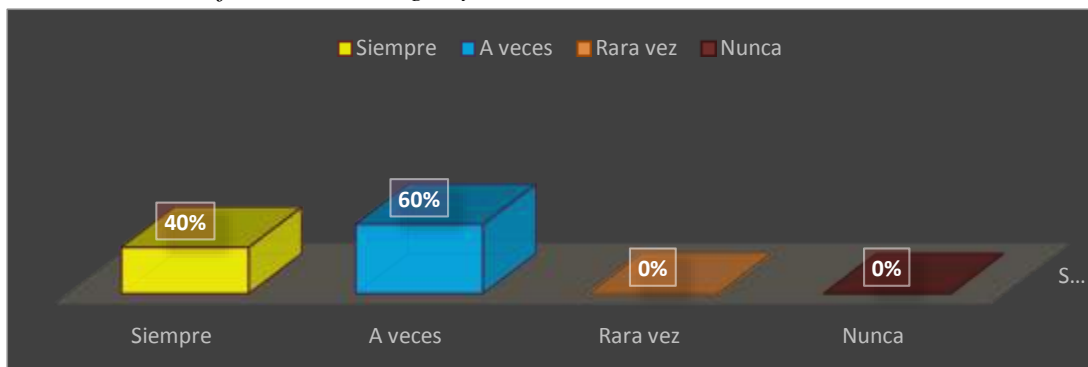 Siempre A veces Rara vez Nunca
40% 60% 0% 0%
S...
Siempre A veces Rara vez Nunca